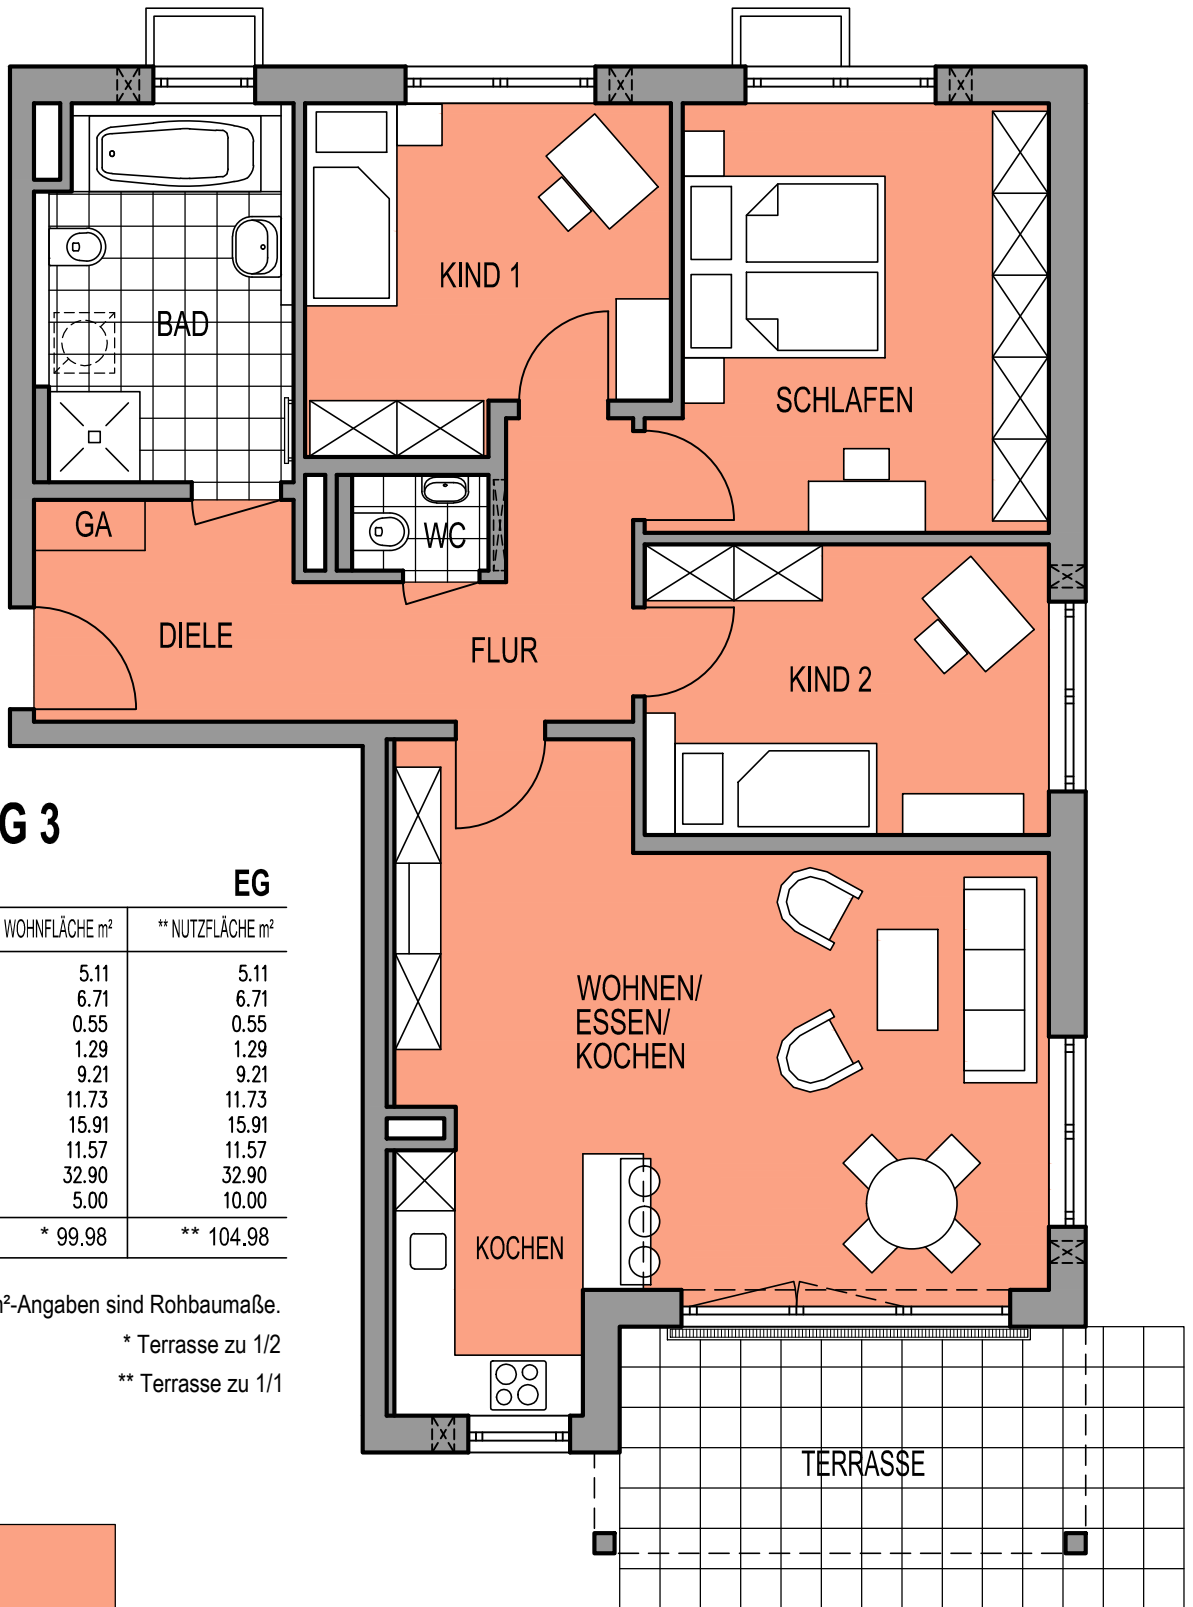 BAD
KIND 1
SCHLAFEN
GA
WC
DIELE
FLUR
KIND 2
G 3
EG
WOHNFLÄCHE m² ** NUTZFLÄCHE m²
5.11 5.11
6.71 6.71
0.55 0.55
1.29 1.29
9.21 9.21
11.73 11.73
15.91 15.91
11.57 11.57
32.90 32.90
5.00 10.00
* 99.98 ** 104.98
m²-Angaben sind Rohbaumaße.
* Terrasse zu 1/2
** Terrasse zu 1/1
WOHNEN/
ESSEN/
KOCHEN
KOCHEN
TERRASSE